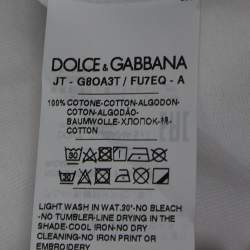 DOLCE & GABBANA
JT - G8OA3T / FU7EQ - A
100% COTONE-COTTON-ALGODON-
COTTON-ALGODÃO-
BAUMWOLLE-ХЛОПОК-棉-
COTTON
LIGHT WASH IN WAT.30°-NO BLEACH
-NO TUMBLER-LINE DRYING IN THE
SHADE-COOL IRON-NO DRY
CLEANING-NO IRON PRINT OR
EMBROIDERY